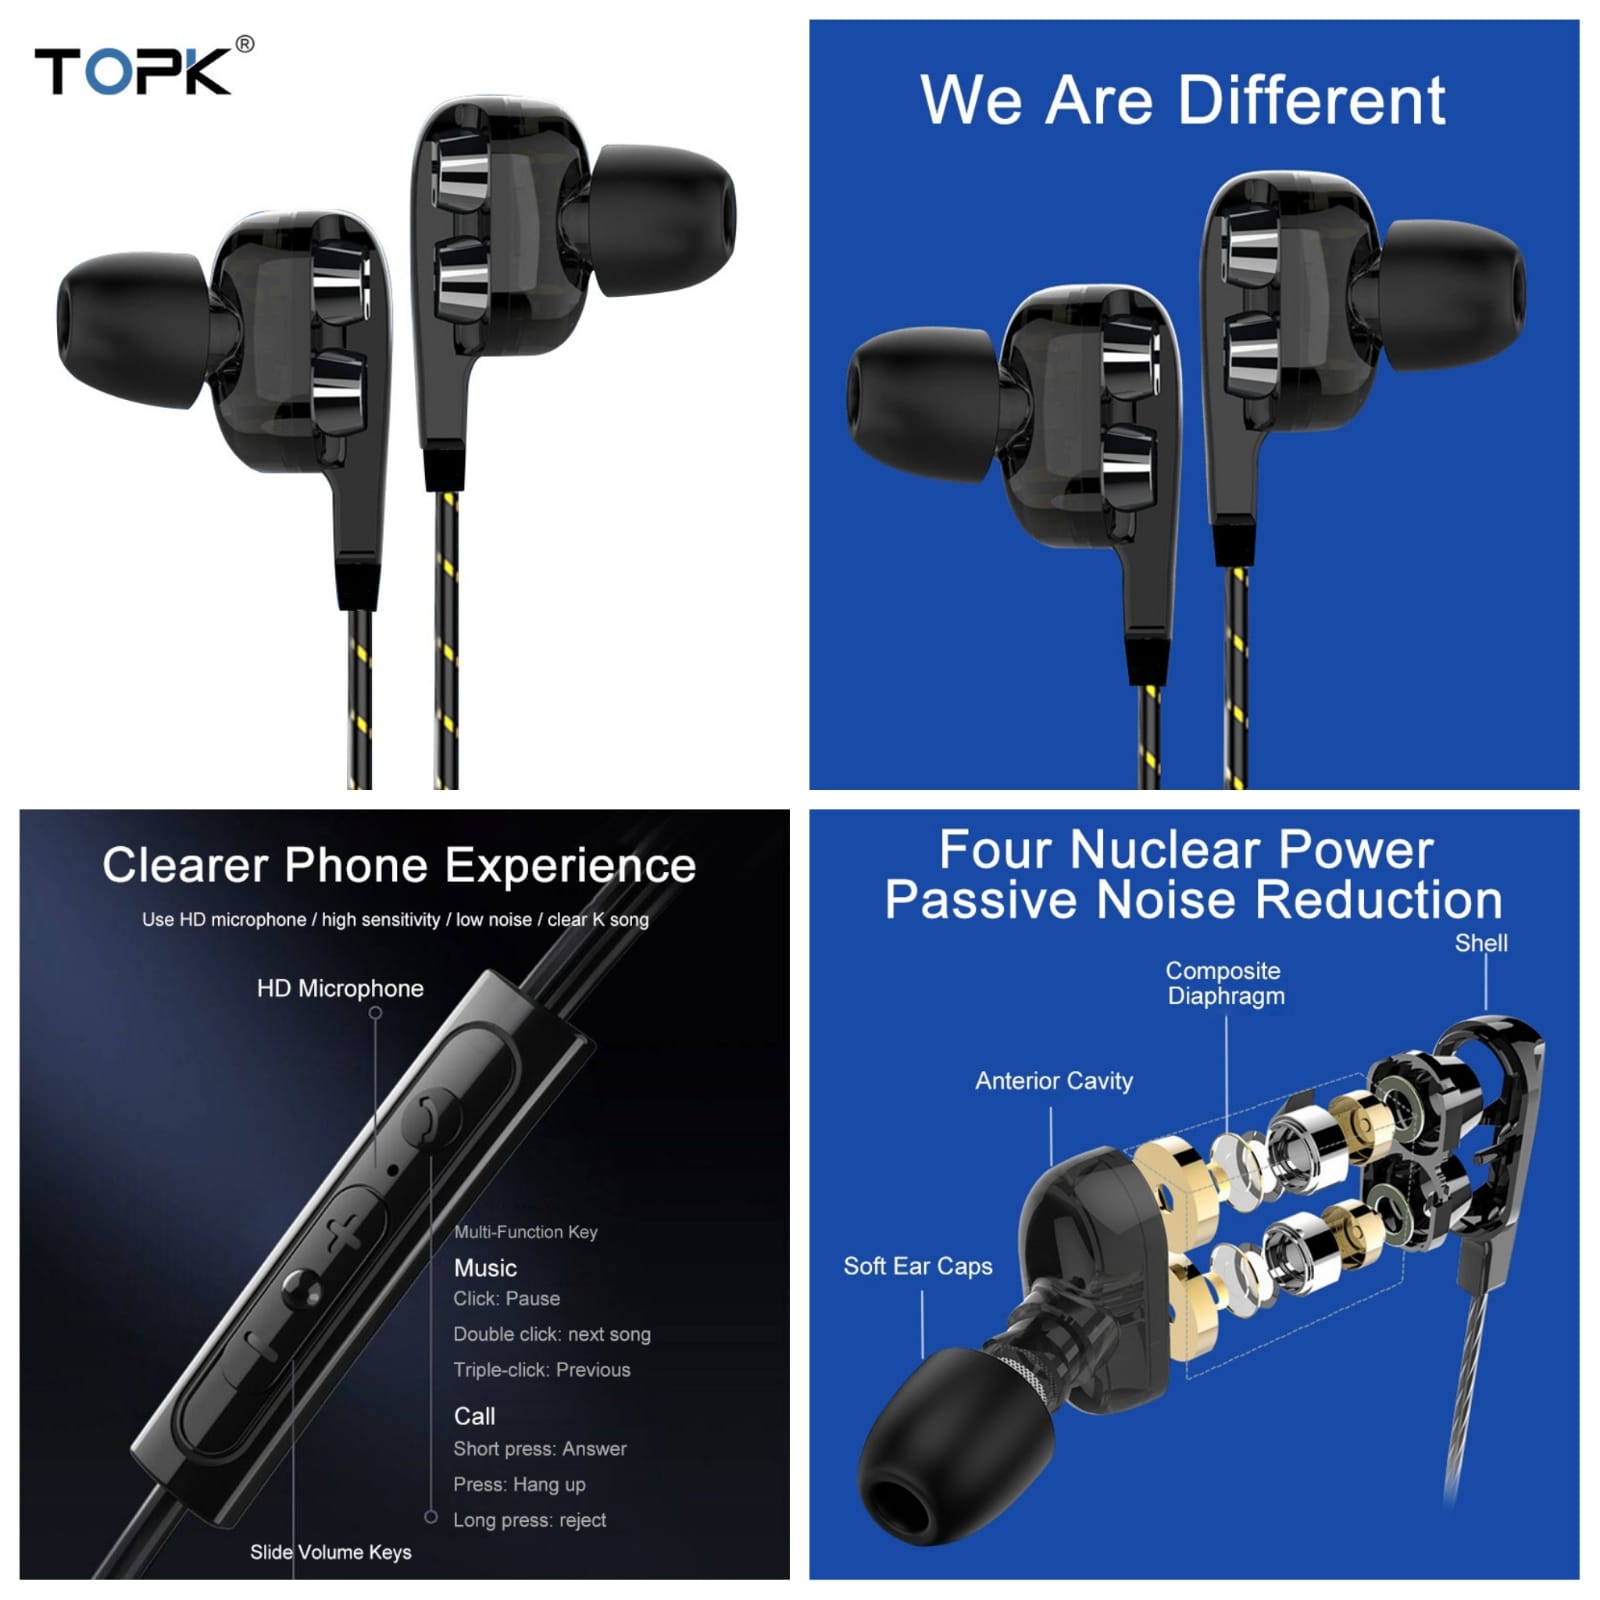 TOPK®
We Are Different
Clearer Phone Experience
Use HD microphone / high sensitivity / low noise / clear K song
HD Microphone
Multi-Function Key
Music
Click: Pause
Double click: next song
Triple-click: Previous
Call
Short press: Answer
Press: Hang up
Long press: reject
Slide Volume Keys
Four Nuclear Power
Passive Noise Reduction
Shell
Composite
Diaphragm
Anterior Cavity
Soft Ear Caps